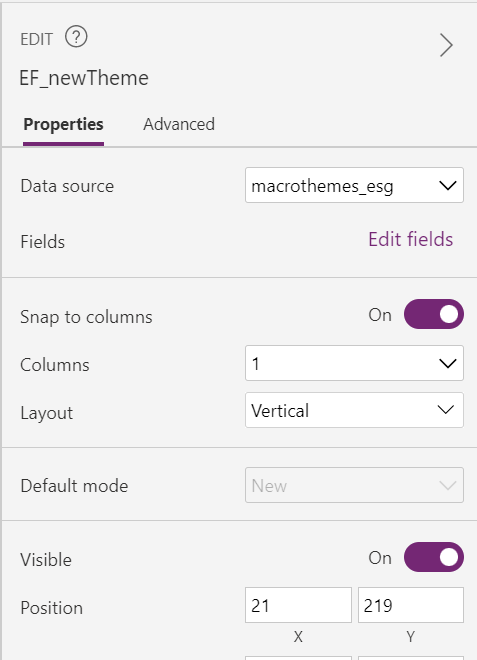 EDIT ?
EF_newTheme
Properties Advanced
Data source macrothemes_esg
Fields Edit fields
Snap to columns On
Columns 1
Layout Vertical
Default mode New
Visible On
Position 21 219
X Y